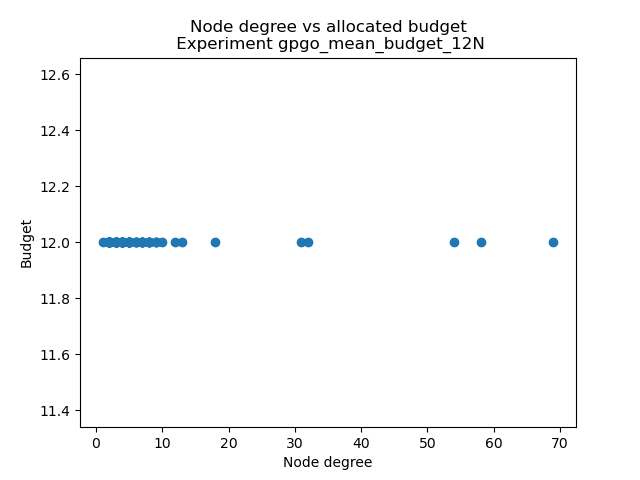 Node degree vs allocated budget
Experiment gpgo_mean_budget_12N
12.6
12.4
12.2
12.0
11.8
11.6
11.4
Budget
0 10 20 30 40 50 60 70
Node degree